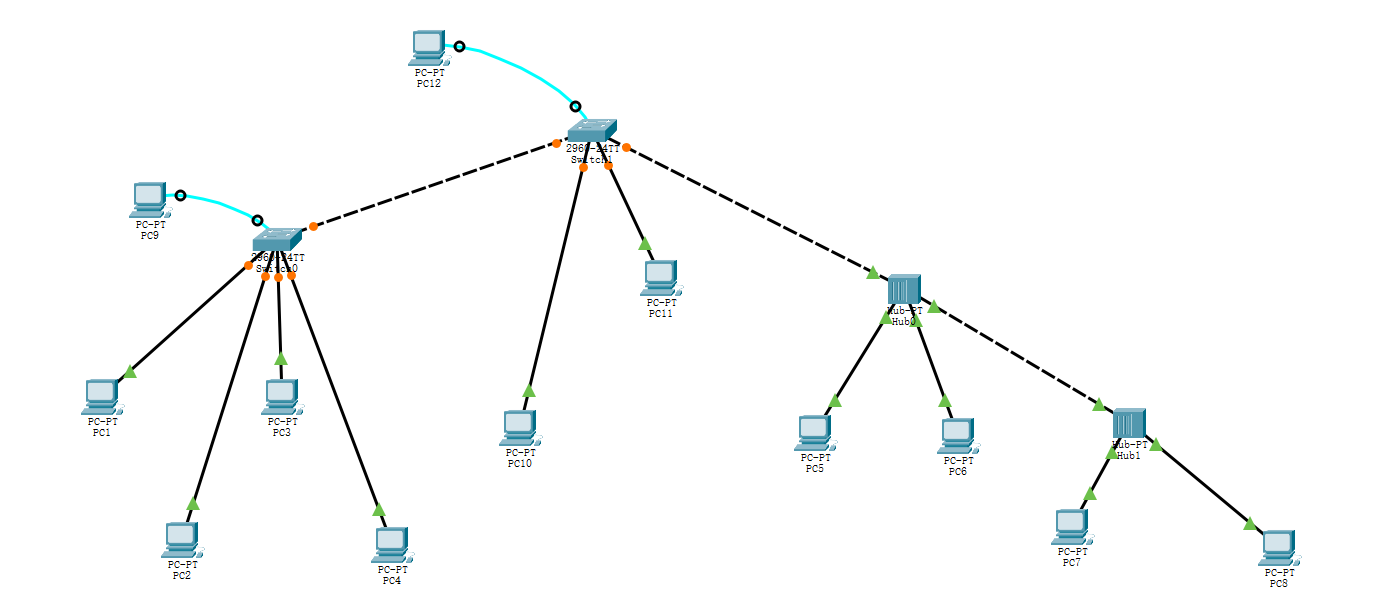 PC-PT
PC12
2960-24TT
Switch1
PC-PT
PC9
2960-24TT
Switch0
PC-PT
PC11
Hub-PT
Hub0
PC-PT
PC1
PC-PT
PC3
PC-PT
PC10
PC-PT
PC5
PC-PT
PC6
Hub-PT
Hub1
PC-PT
PC2
PC-PT
PC4
PC-PT
PC7
PC-PT
PC8